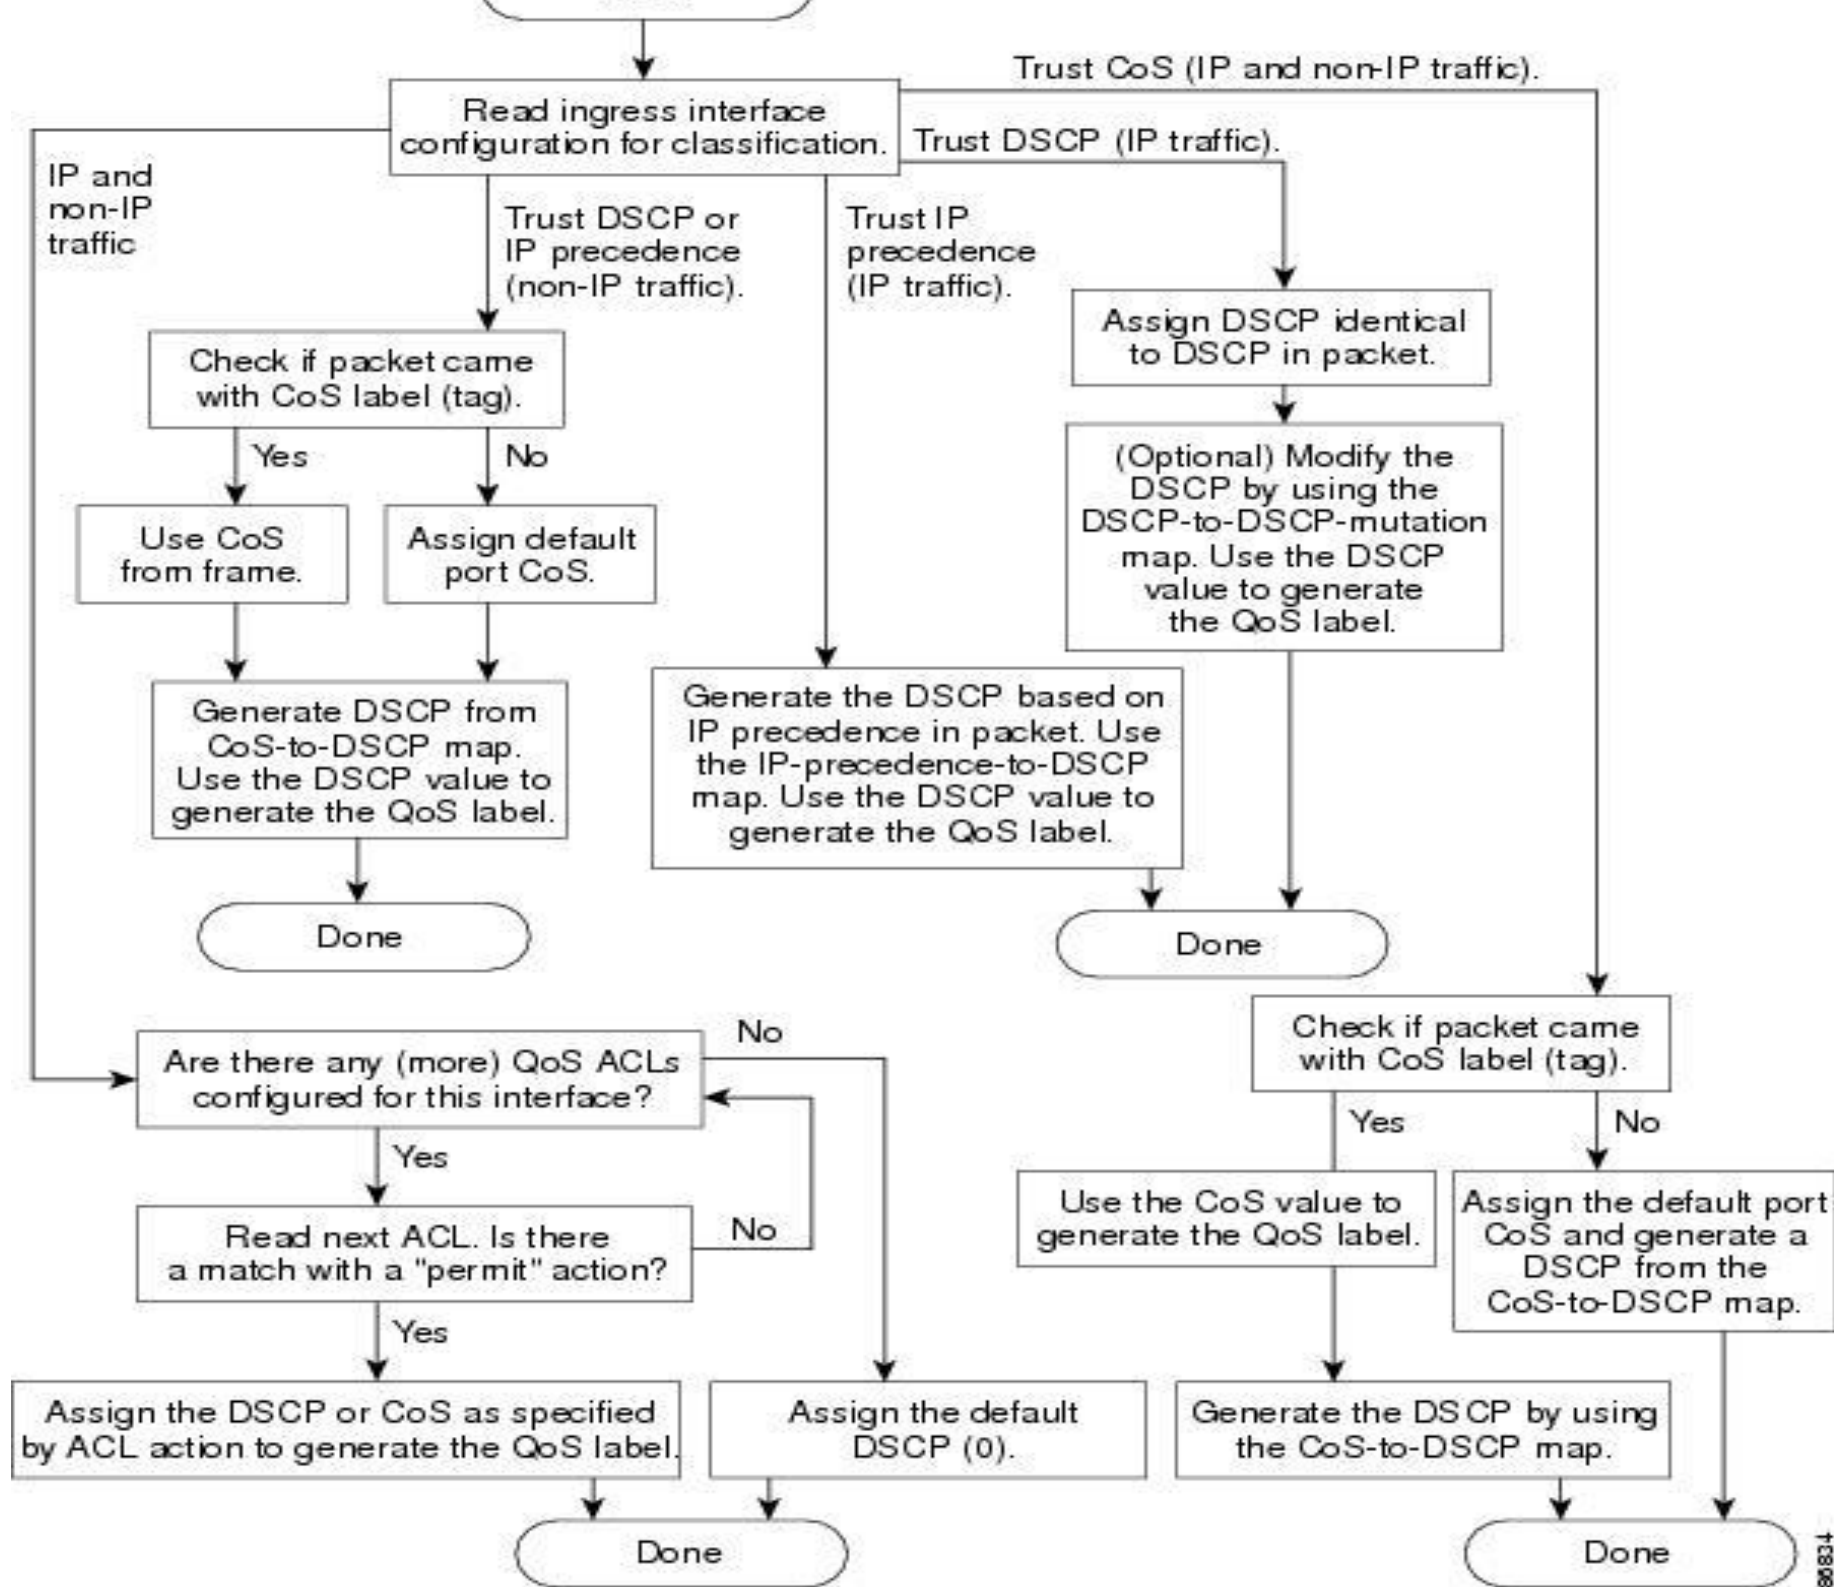 Trust CoS (IP and non-IP traffic).
Read ingress interface
configuration for classification.
Trust DSCP (IP traffic).
IP and
non-IP
traffic
Trust DSCP or
IP precedence
(non-IP traffic).
Trust IP
precedence
(IP traffic).
Assign DSCP identical
to DSCP in packet.
Check if packet came
with CoS label (tag).
Yes
No
(Optional) Modify the
DSCP by using the
DSCP-to-DSCP-mutation
map. Use the DSCP
value to generate
the QoS label.
Use CoS
from frame.
Assign default
port CoS.
Generate DSCP from
CoS-to-DSCP map.
Use the DSCP value to
generate the QoS label.
Generate the DSCP based on
IP precedence in packet. Use
the IP-precedence-to-DSCP
map. Use the DSCP value to
generate the QoS label.
Done
Done
Check if packet came
with CoS label (tag).
Are there any (more) QoS ACLs
configured for this interface?
No
Yes
Yes
No
Read next ACL. Is there
a match with a "permit" action?
No
Yes
Use the CoS value to
generate the QoS label.
Assign the default port
CoS and generate a
DSCP from the
CoS-to-DSCP map.
Assign the DSCP or CoS as specified
by ACL action to generate the QoS label.
Assign the default
DSCP (0).
Generate the DSCP by using
the CoS-to-DSCP map.
Done
Done
86834